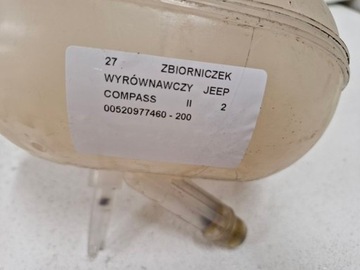 27 ZBIORNICZEK
WYRÓWNAWCZY JEEP
COMPASS II 2
00520977460 - 200